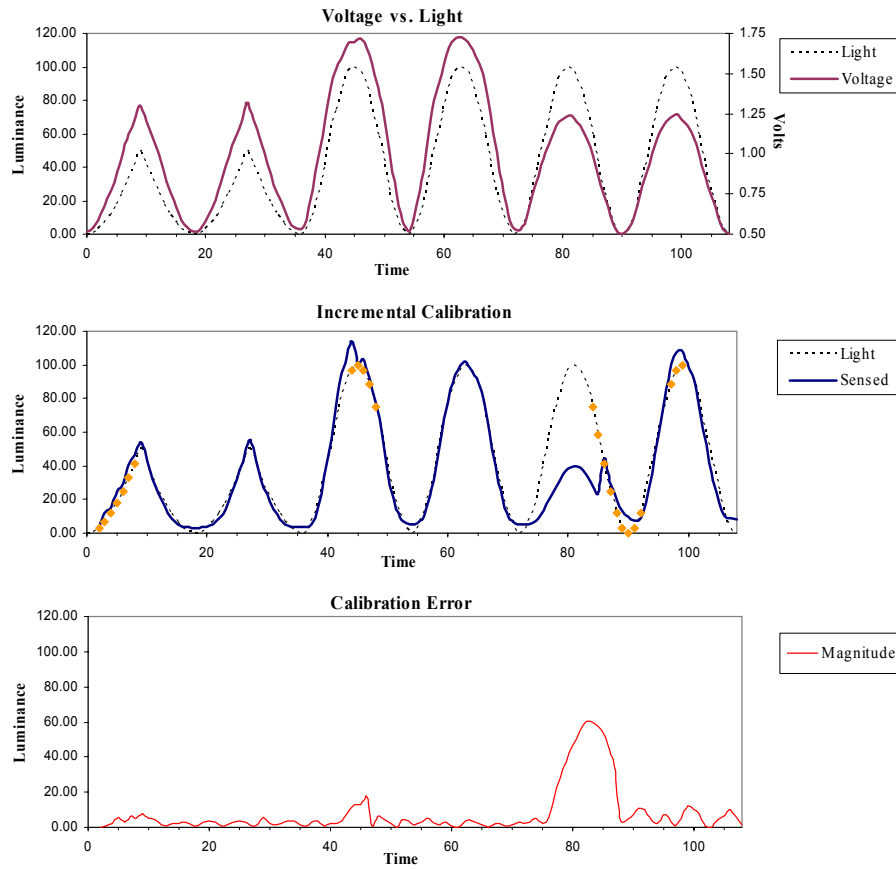 Voltage vs. Light
120.00
100.00
80.00
60.00
40.00
20.00
0.00
Luminance
1.75
1.50
1.25
1.00
0.75
0.50
Volts
0 20 40 60 80 100
Time
Light
Voltage
Incremental Calibration
120.00
100.00
80.00
60.00
40.00
20.00
0.00
Luminance
0 20 40 60 80 100
Time
Light
Sensed
Calibration Error
120.00
100.00
80.00
60.00
40.00
20.00
0.00
Luminance
0 20 40 60 80 100
Time
Magnitude